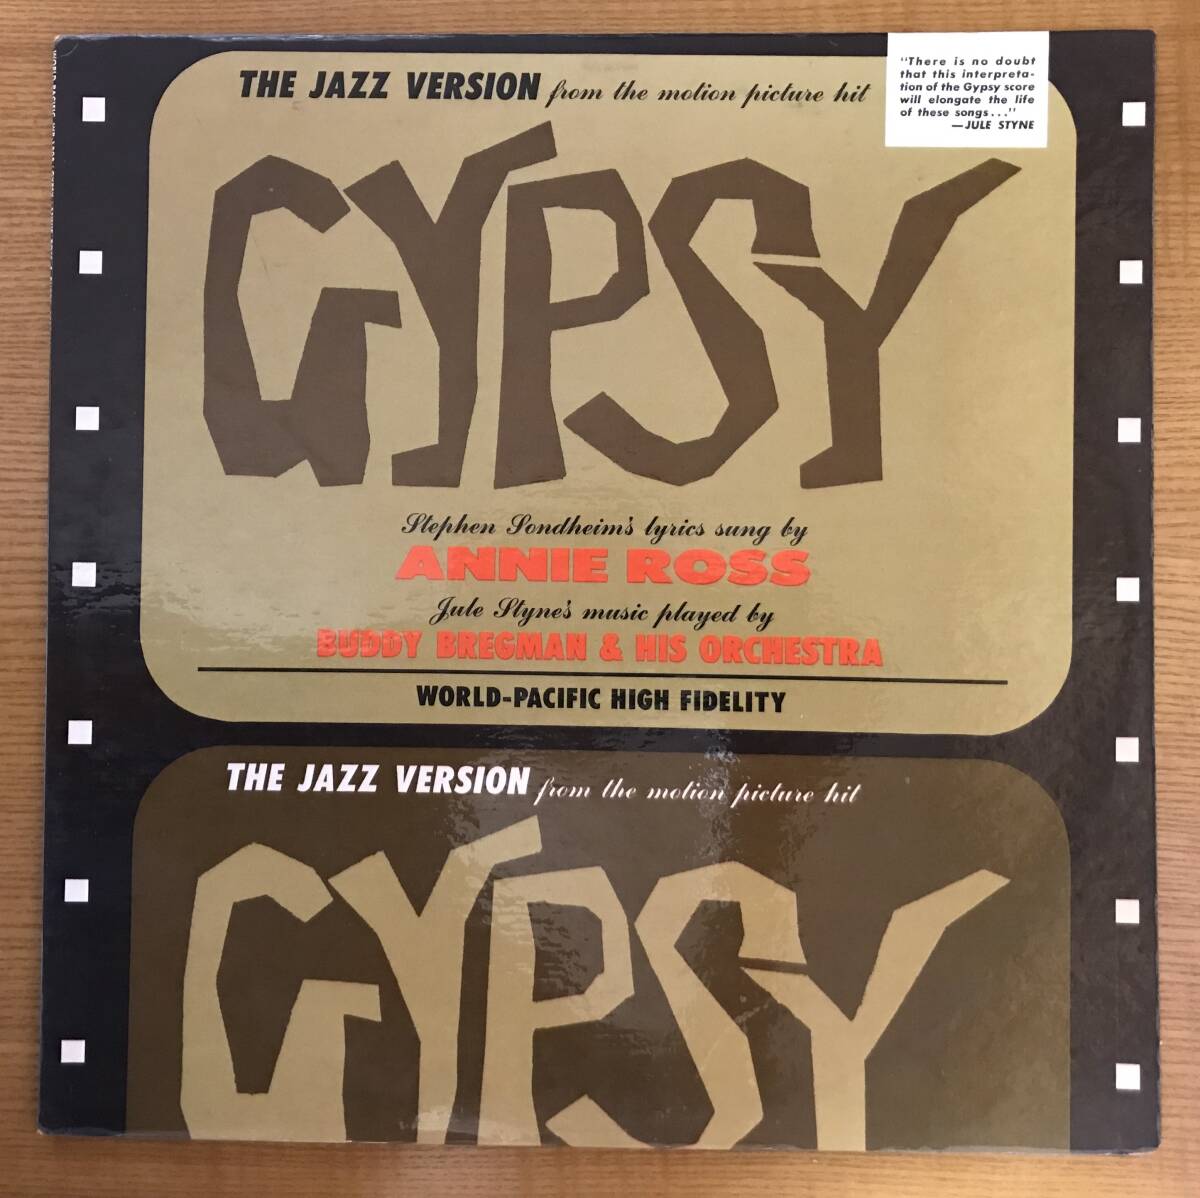 THE JAZZ VERSION from the motion picture hit
"There is no doubt
that this interpreta-
tion of the Gypsy score
will elongate the life
of these songs..."
—JULE STYNE
GYPSY
Stephen Sondheim's lyrics sung by
ANNIE ROSS
Jule Styne's music played by
BUDDY BREGMAN & HIS ORCHESTRA
WORLD-PACIFIC HIGH FIDELITY
THE JAZZ VERSION from the motion picture hit
GYPSY